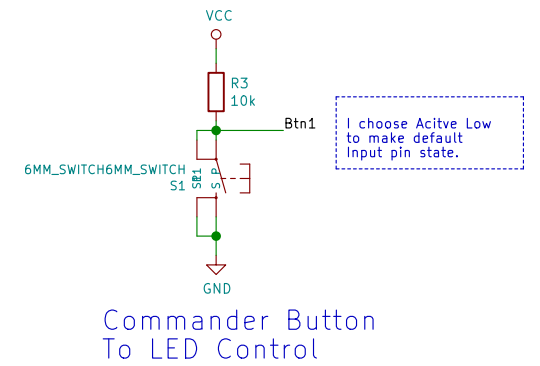 VCC
R3
10k
Btn1
I choose Acitve Low
to make default
Input pin state.
6MM_SWITCH6MM_SWITCH
S1
S P
GND
Commander Button
To LED Control